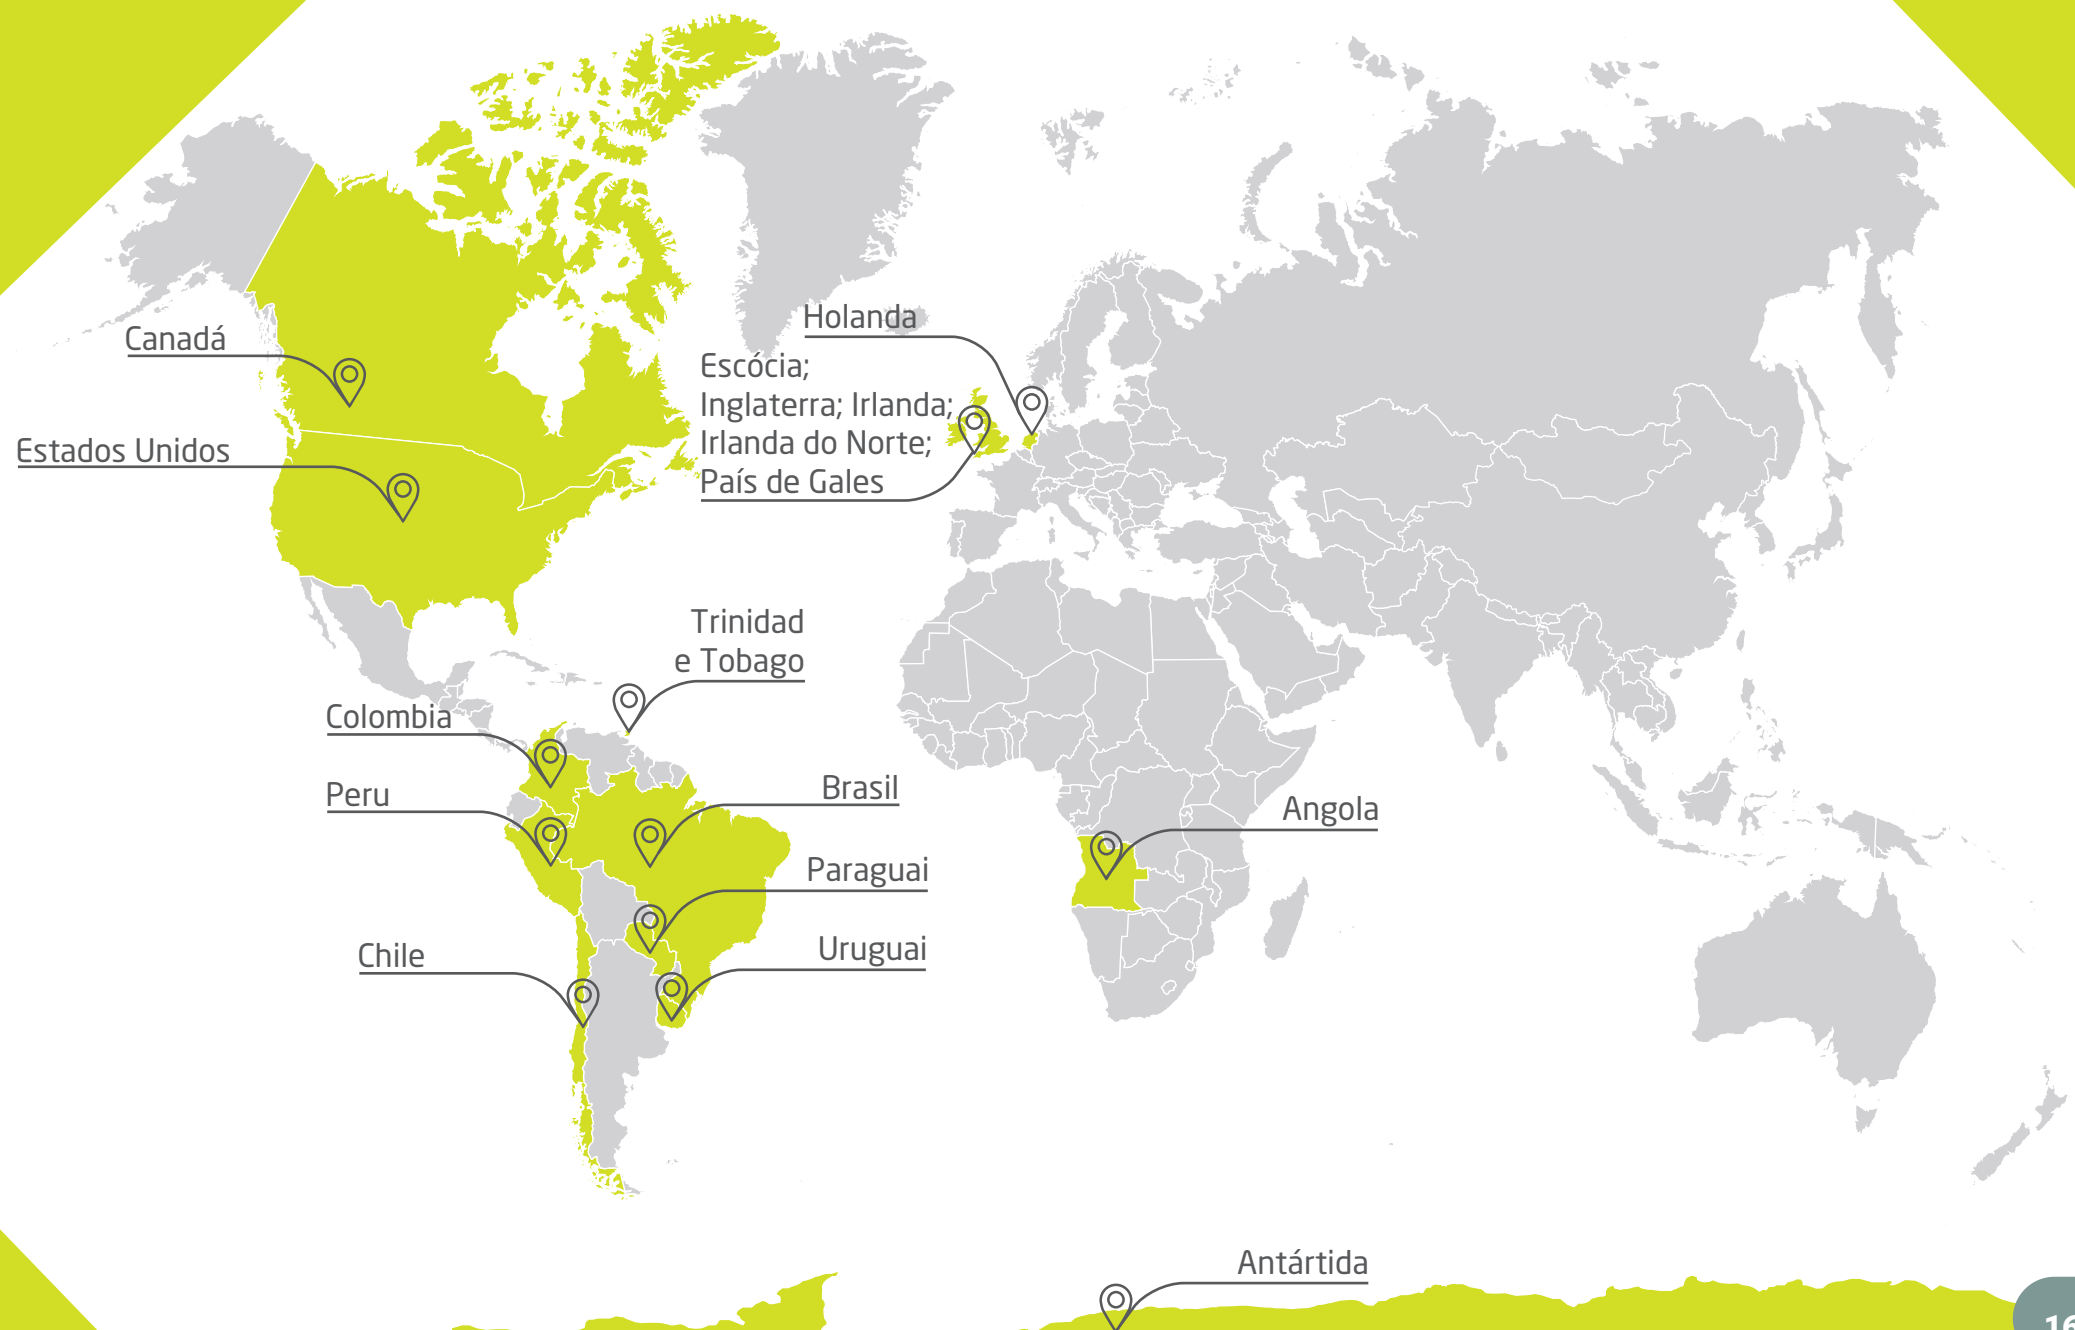 Holanda
Canadá
Escócia;
Inglaterra; Irlanda;
Irlanda do Norte;
País de Gales
Estados Unidos
Trinidad
e Tobago
Colombia
Peru
Brasil
Angola
Paraguai
Chile
Uruguai
Antártida
16